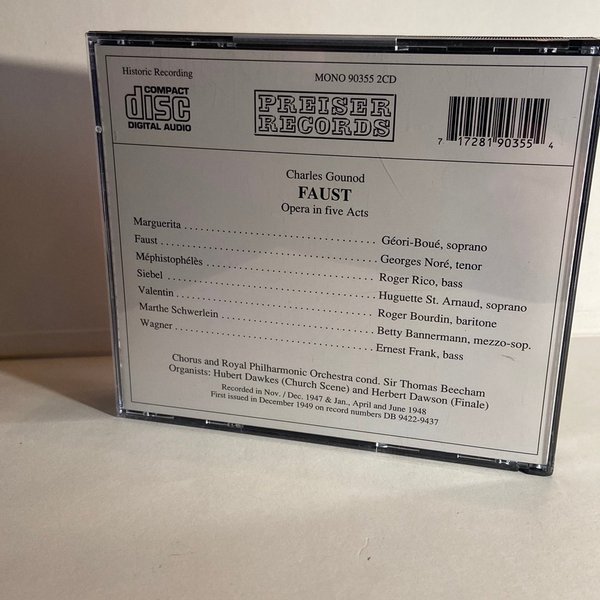 Historic Recording
MONO 90355 2CD
COMPACT
disc
DIGITAL AUDIO
PREISER
RECORDS
7 17281 90355 4
Charles Gounod
FAUST
Opera in five Acts
Marguerita ........................................ Géori-Boué, soprano
Faust ........................................ Georges Noré, tenor
Méphistophélès ........................................ Roger Rico, bass
Siebel ........................................ Huguette St. Arnaud, soprano
Valentin ........................................ Roger Bourdin, baritone
Marthe Schwerlein ........................................ Betty Bannermann, mezzo-sop.
Wagner ........................................ Ernest Frank, bass
Chorus and Royal Philharmonic Orchestra cond. Sir Thomas Beecham
Organists: Hubert Dawkes (Church Scene) and Herbert Dawson (Finale)
Recorded in Nov. / Dec. 1947 & Jan., April and June 1948
First issued in December 1949 on record numbers DB 9422-9437